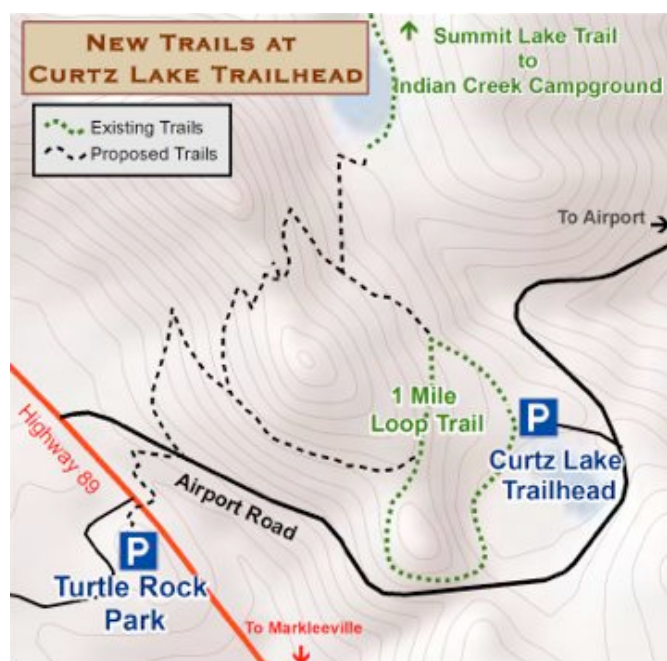 NEW TRAILS AT
CURTZ LAKE TRAILHEAD
Existing Trails
Proposed Trails
Summit Lake Trail
to
Indian Creek Campground
To Airport
1 Mile
Loop Trail
P
Curtz Lake
Trailhead
Highway 89
Airport Road
P
Turtle Rock
Park
To Markleeville